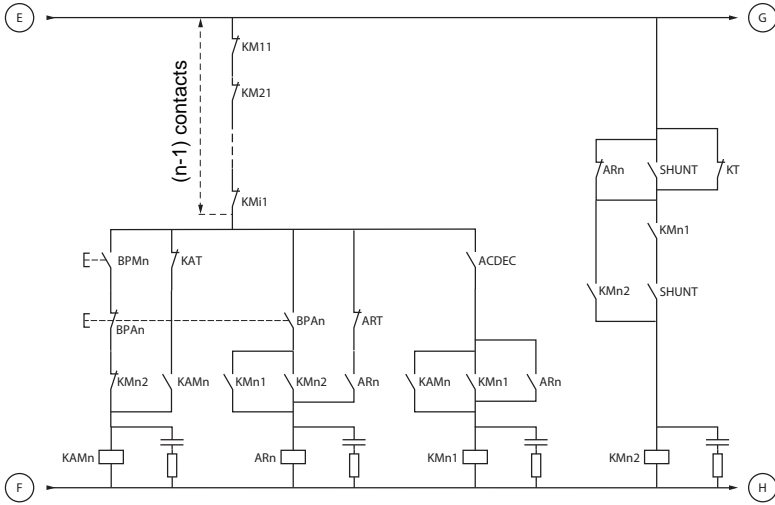 E
G
KM11
KM21
(n-1) contacts
ARn
SHUNT
KT
KMi1
KMn1
BPMn
KAT
ACDEC
KMn2
SHUNT
BPAn
BPAn
ART
KMn2
KAMn
KMn1
KMn2
ARn
KAMn
KMn1
ARn
KAMn
ARn
KMn1
KMn2
F
H